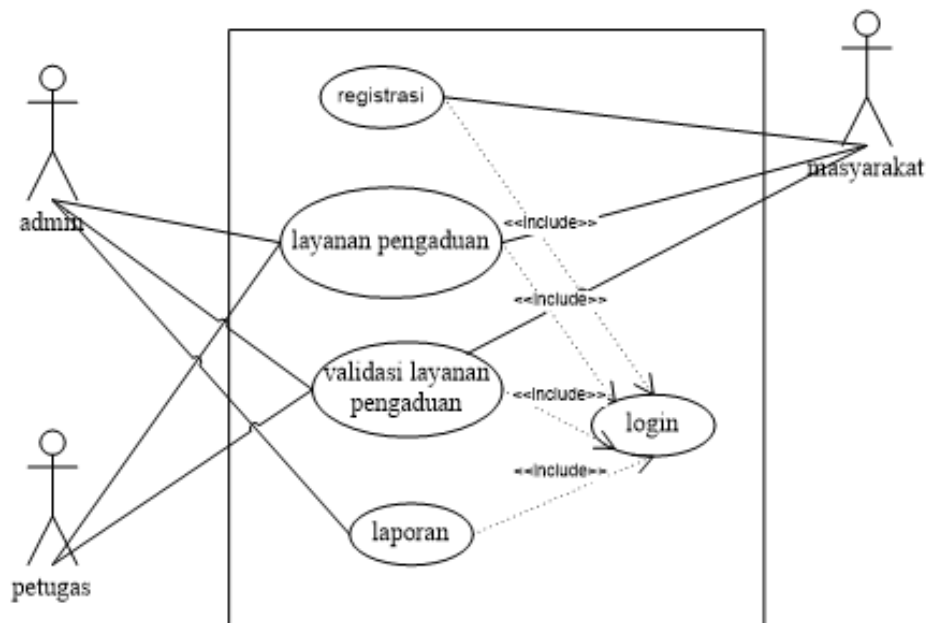 registrasi
masyarakat
admin
layanan pengaduan
<<include>>
<<include>>
validasi layanan
pengaduan
<<include>>
login
<<include>>
laporan
petugas